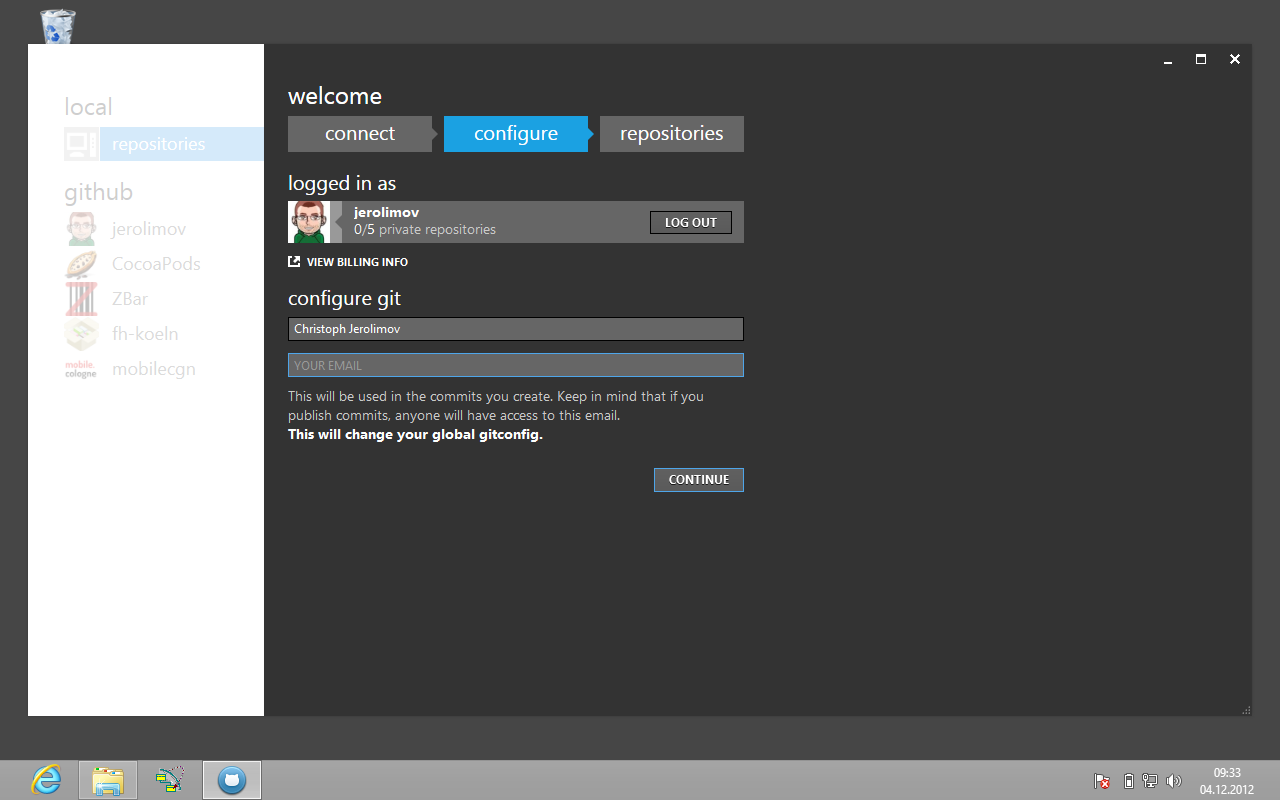 local
repositories
github
jerolimov
CocoaPods
ZBar
fh-koeln
mobile.
cologne
mobilecgn
welcome
connect
configure
repositories
logged in as
jerolimov
0/5 private repositories
LOG OUT
VIEW BILLING INFO
configure git
Christoph Jerolimov
YOUR EMAIL
This will be used in the commits you create. Keep in mind that if you
publish commits, anyone will have access to this email.
This will change your global gitconfig.
CONTINUE
09:33
04.12.2012